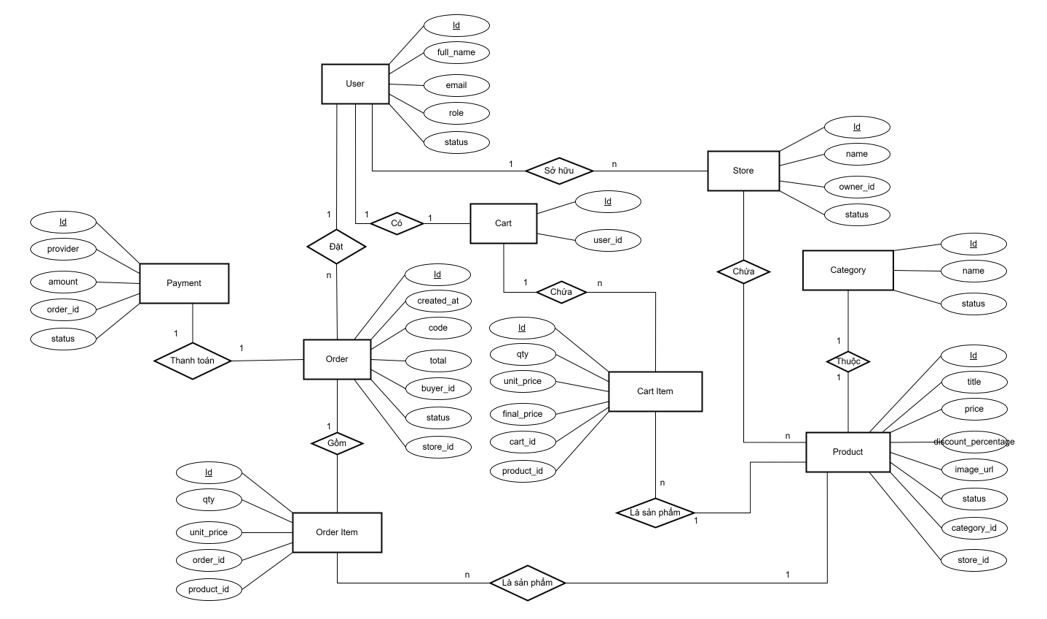 Id
full_name
User
email
role
status
Id
name
Store
owner_id
status
1
Sở hữu
n
Id
Cart
user_id
1
Có
1
1
Đặt
n
Id
provider
Payment
amount
order_id
status
1
Thanh toán
1
Id
created_at
code
Order
total
buyer_id
status
store_id
1
Chứa
n
Chứa
n
Id
Category
name
status
1
Thuộc
1
Id
qty
unit_price
Cart Item
final_price
cart_id
product_id
Id
title
price
discount_percentage
Product
image_url
status
category_id
store_id
1
Gồm
Id
qty
unit_price
Order Item
order_id
product_id
n
Là sản phẩm
1
n
Là sản phẩm
1